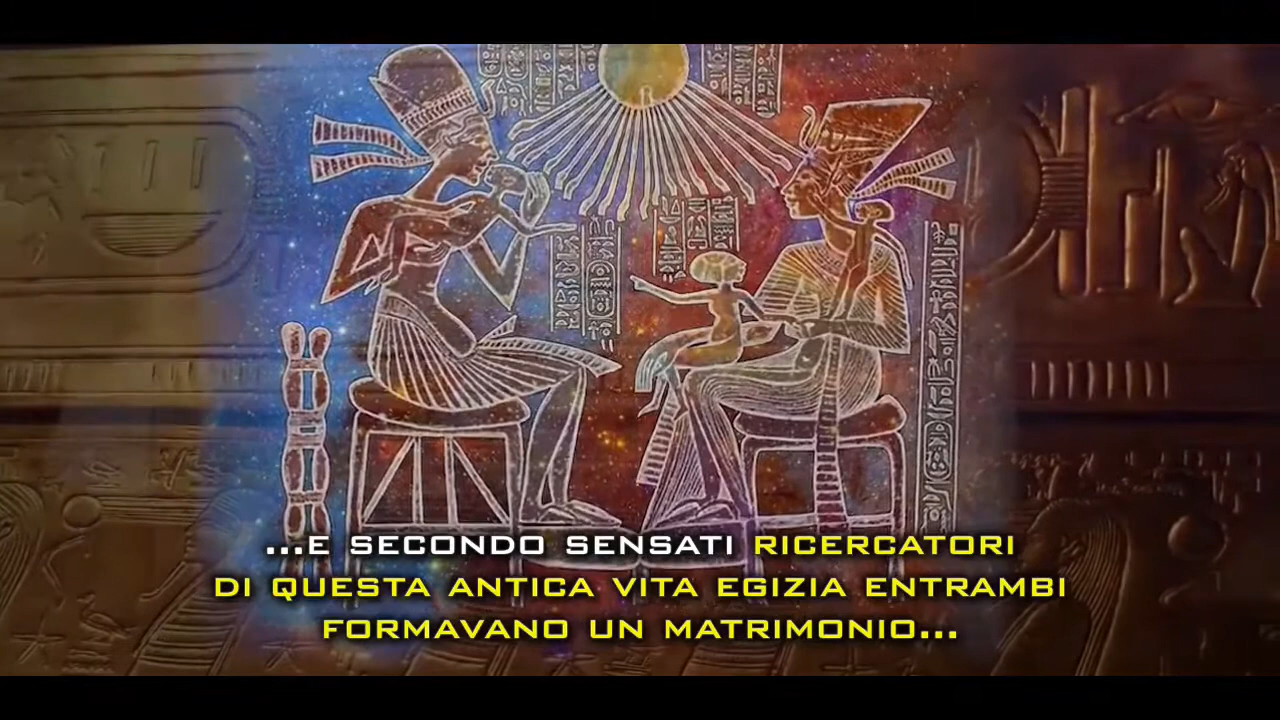 ...E SECONDO SENSATI RICERCATORI
DI QUESTA ANTICA VITA EGIZIA ENTRAMBI
FORMAVANO UN MATRIMONIO...